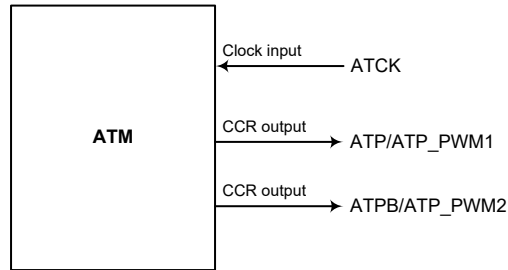 Clock input
ATCK
ATM
CCR output
ATP/ATP_PWM1
CCR output
ATPB/ATP_PWM2